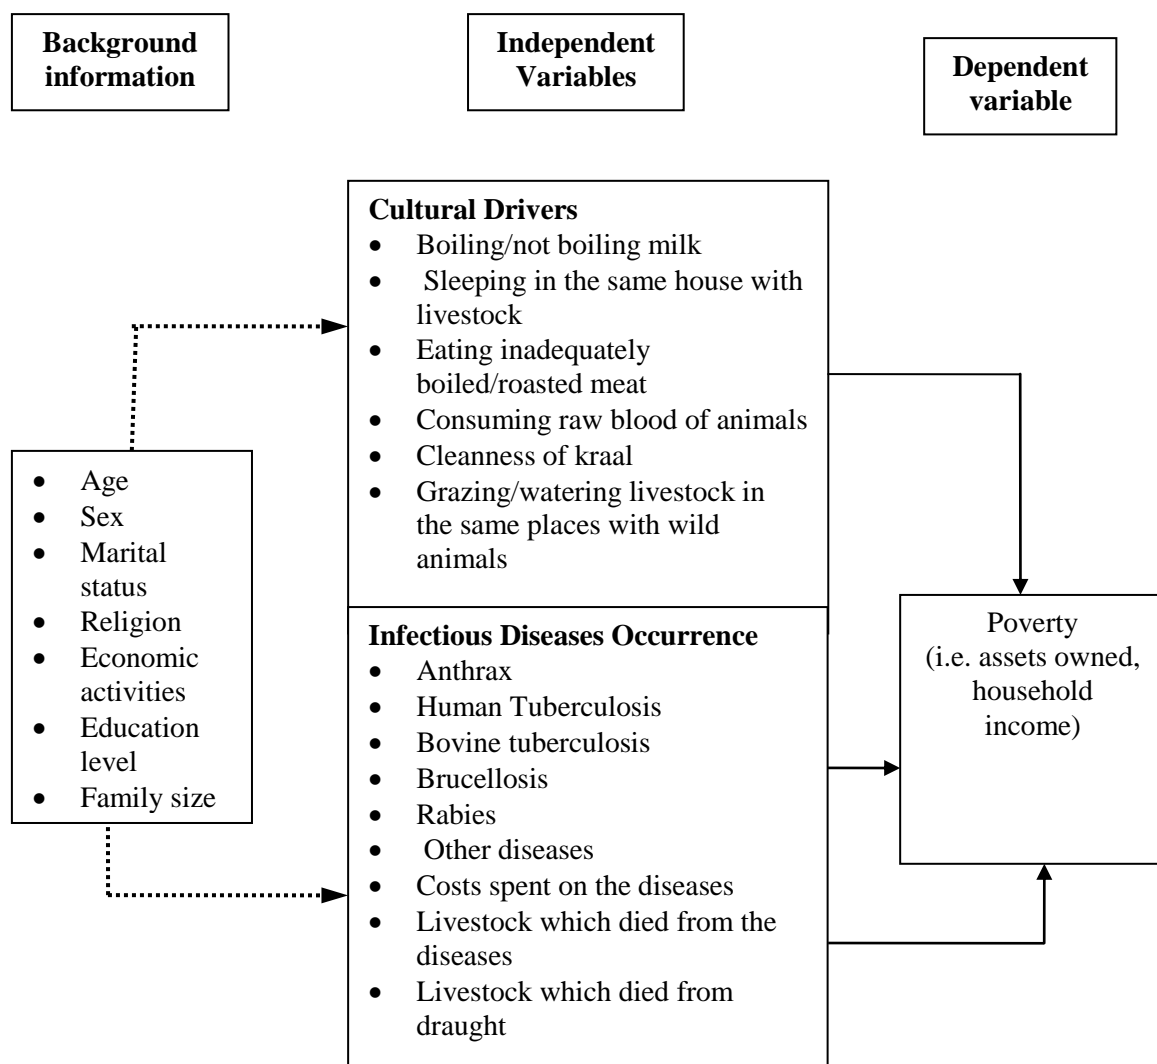 Background
information
Independent
Variables
Dependent
variable
Cultural Drivers
• Boiling/not boiling milk
• Sleeping in the same house with
livestock
• Eating inadequately
boiled/roasted meat
• Consuming raw blood of animals
• Cleanness of kraal
• Grazing/watering livestock in
the same places with wild
animals
• Age
• Sex
• Marital
status
• Religion
• Economic
activities
• Education
level
• Family size
Infectious Diseases Occurrence
• Anthrax
• Human Tuberculosis
• Bovine tuberculosis
• Brucellosis
• Rabies
• Other diseases
• Costs spent on the diseases
• Livestock which died from the
diseases
• Livestock which died from
draught
Poverty
(i.e. assets owned,
household
income)